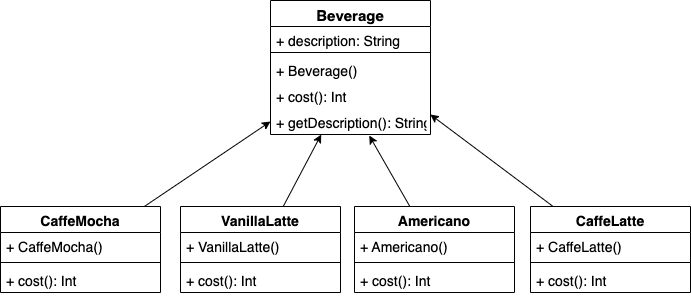 Beverage
+ description: String
+ Beverage()
+ cost(): Int
+ getDescription(): String
CaffeMocha
+ CaffeMocha()
+ cost(): Int
VanillaLatte
+ VanillaLatte()
+ cost(): Int
Americano
+ Americano()
+ cost(): Int
CaffeLatte
+ CaffeLatte()
+ cost(): Int